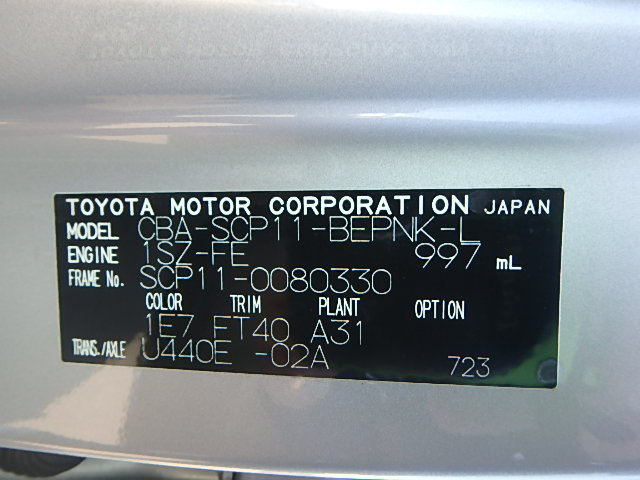 TOYOTA MOTOR CORPORATION JAPAN
MODEL CBA-SCP11-BEPNK-L
ENGINE 1SZ-FE 997 mL
FRAME No. SCP11-0080330
COLOR TRIM PLANT OPTION
1E7 FT40 A31
TRANS./AXLE U440E -02A
723